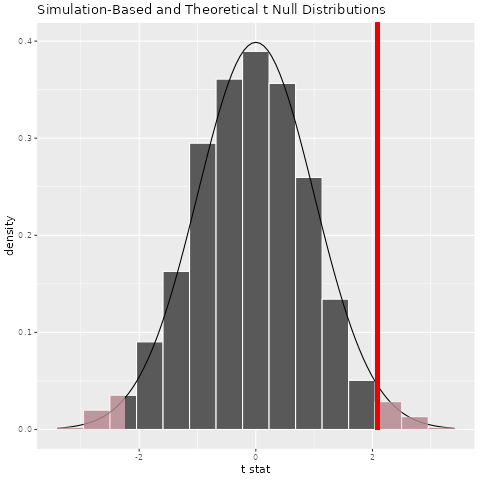 Simulation-Based and Theoretical t Null Distributions
density
0.4
0.3
0.2
0.1
0.0
-2
0
2
t stat